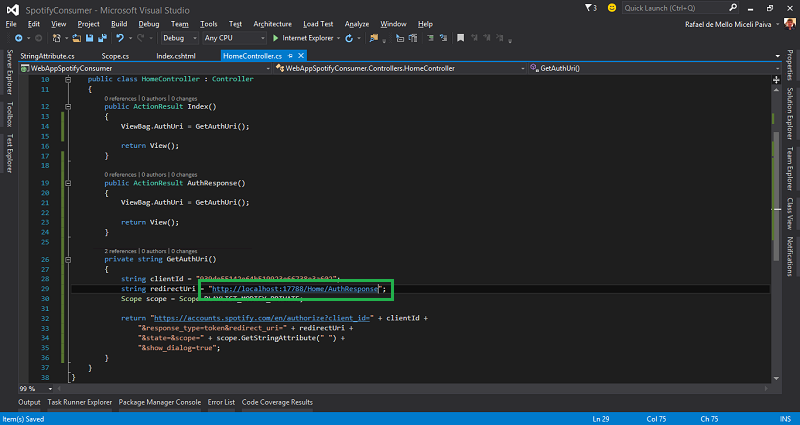 SpotifyConsumer - Microsoft Visual Studio
3
Quick Launch (Ctrl+Q)
File Edit View Project Build Debug Team Tools Test Architecture Load Test Analyze Window Help
Rafael de Mello Miceli Paiva
Debug Any CPU Internet Explorer
StringAttribute.cs Scope.cs Index.cshtml HomeController.cs
WebAppSpotifyConsumer WebAppSpotifyConsumer.Controllers.HomeController GetAuthUri()
Server Explorer
Toolbox
Test Explorer
10 public class HomeController : Controller
11 {
0 references | 0 authors | 0 changes
12 public ActionResult Index()
13 {
14 ViewBag.AuthUri = GetAuthUri();
15
16 return View();
17 }
18
0 references | 0 authors | 0 changes
19 public ActionResult AuthResponse()
20 {
21 ViewBag.AuthUri = GetAuthUri();
22
23 return View();
24 }
25
2 references | 0 authors | 0 changes
26 private string GetAuthUri()
27 {
28 string clientId =
29 string redirectUri = "http://localhost:17788/Home/AuthResponse";
30 Scope scope = Scope.PLAYLIST_MODIFY_PRIVATE;
31
32 return "https://accounts.spotify.com/en/authorize?client_id=" + clientId +
33 "&response_type=token&redirect_uri=" + redirectUri +
34 "&state=&scope=" + scope.GetStringAttribute(" ") +
35 "&show_dialog=true";
36 }
37 }
38 }
Properties
Solution Explorer
Team Explorer
Class View
Notifications
99 %
Output Task Runner Explorer Package Manager Console Error List Code Coverage Results
Item(s) Saved Ln 29 Col 75 Ch 75 INS